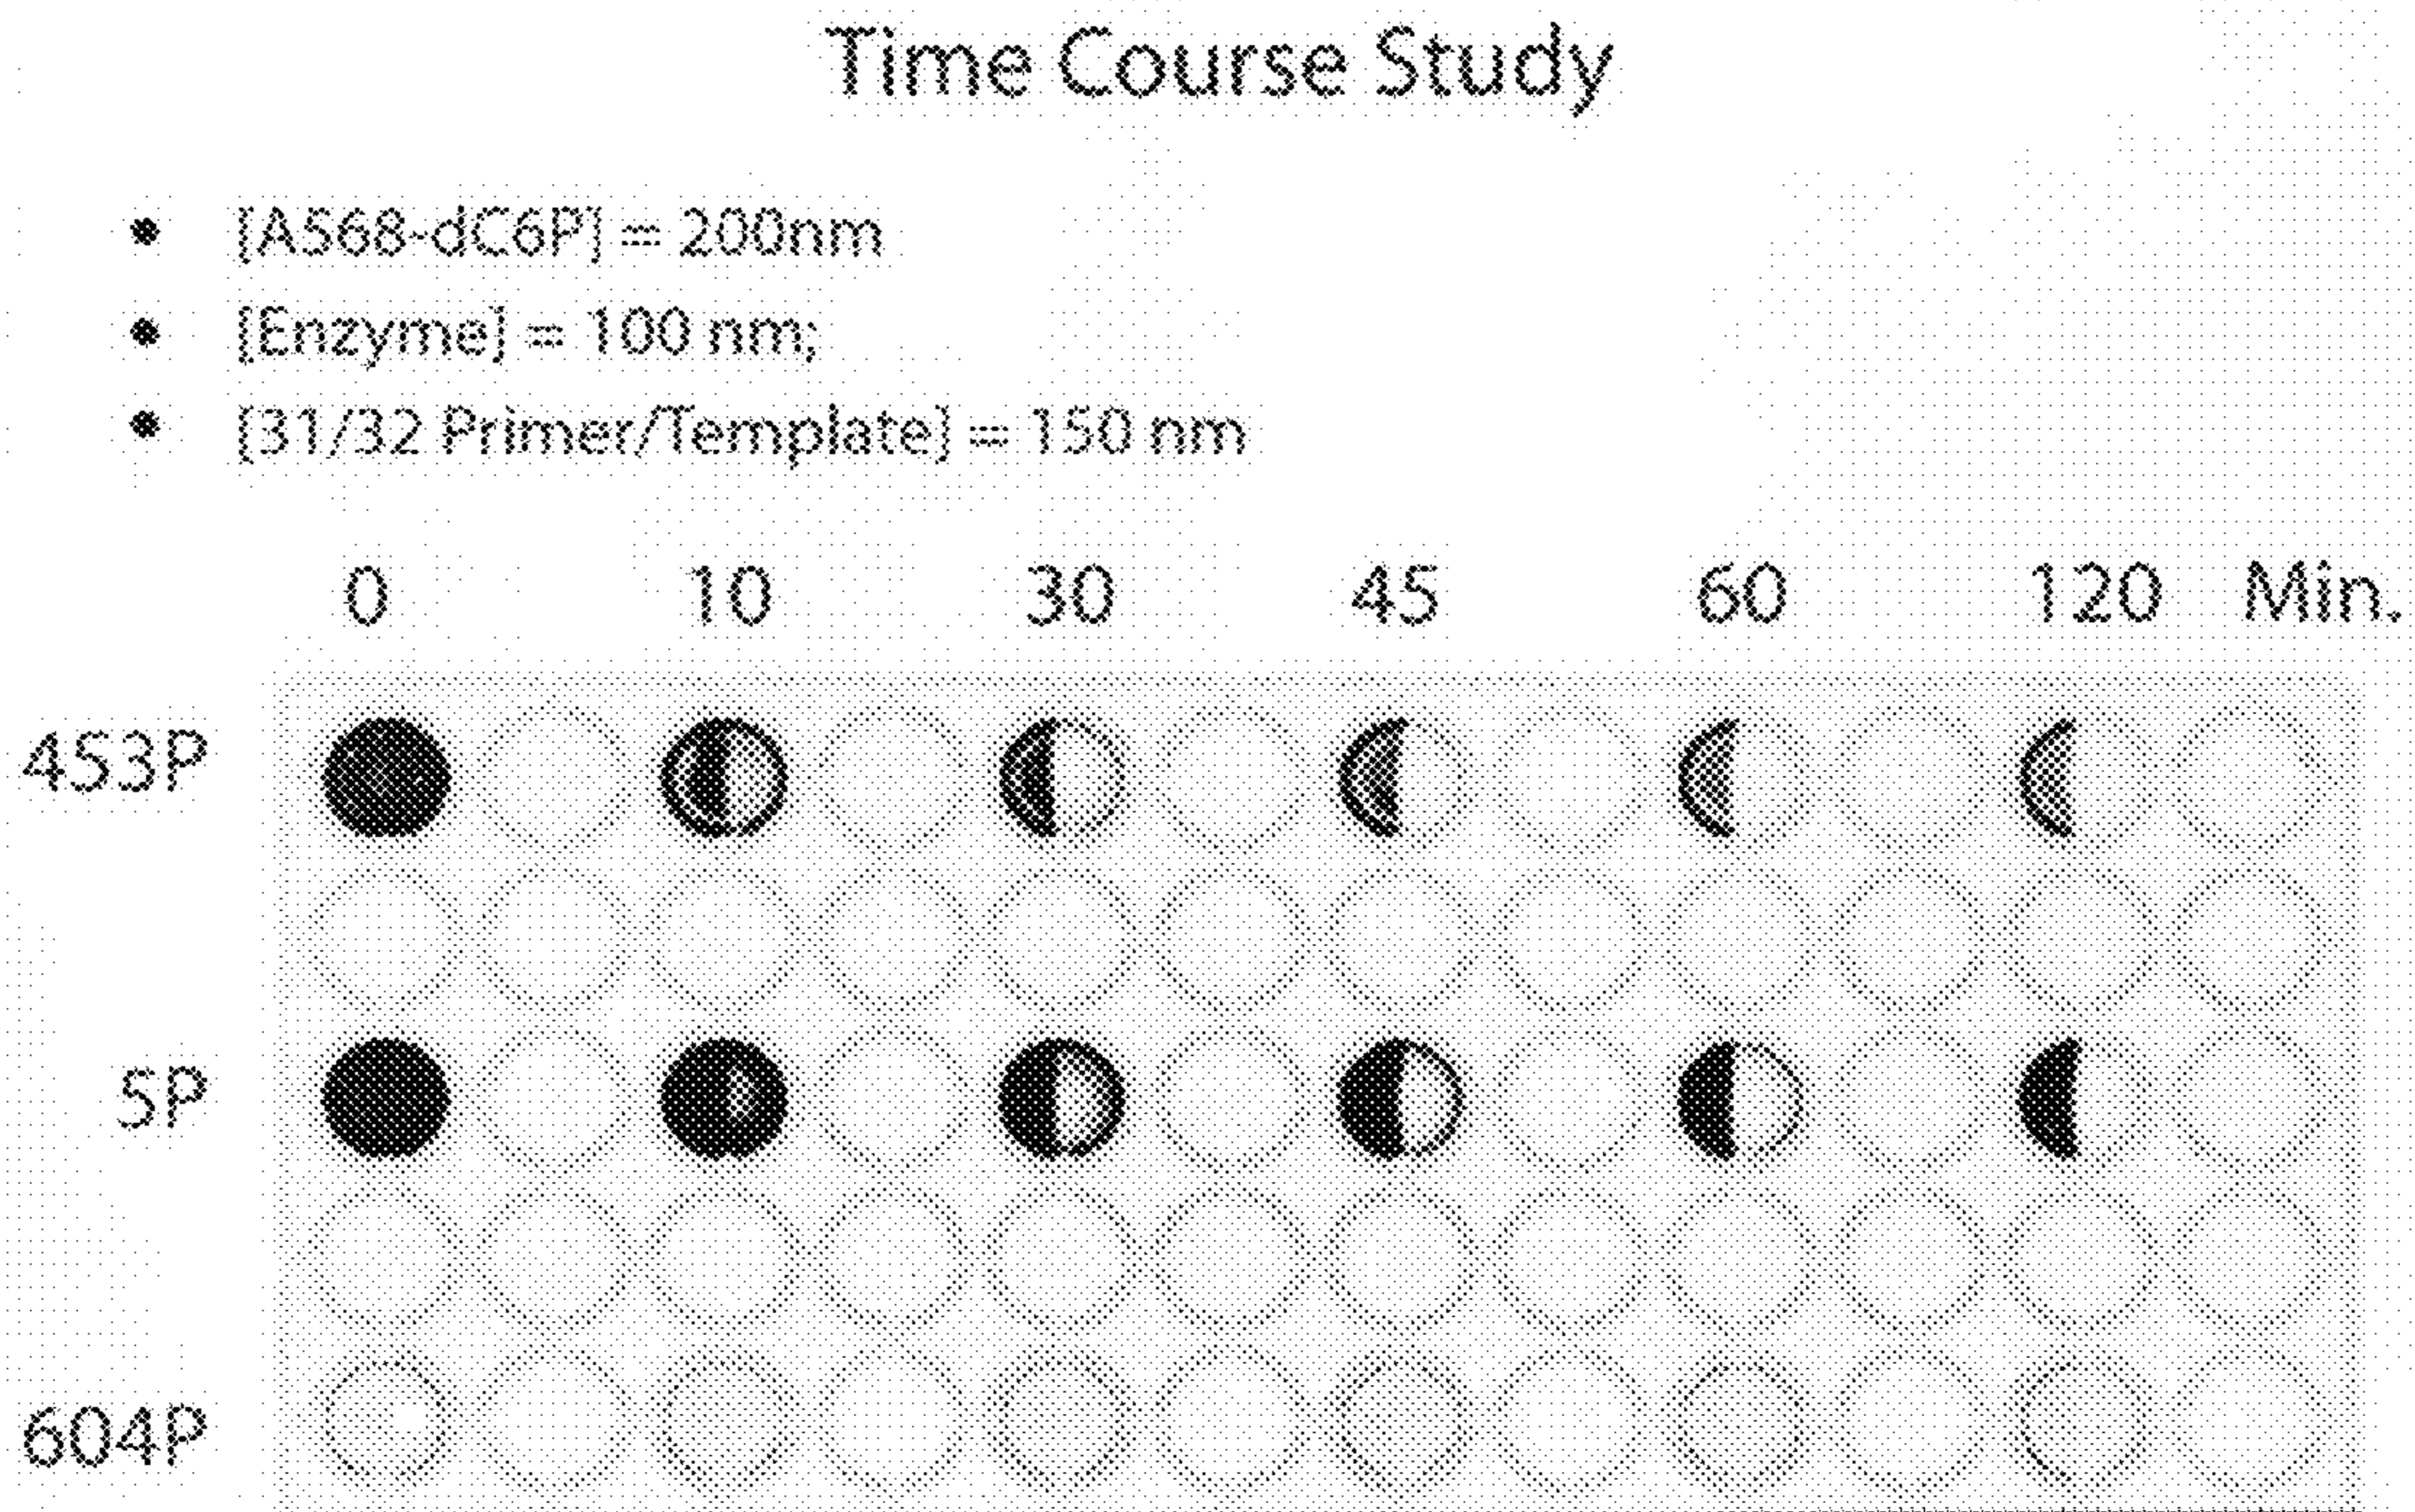 Time Course Study
• [A568-dC6P] = 200nm
• [Enzyme] = 100 nm;
• [31/32 Primer/Template] = 150 nm
0 10 30 45 60 120 Min.
453P
5P
604P